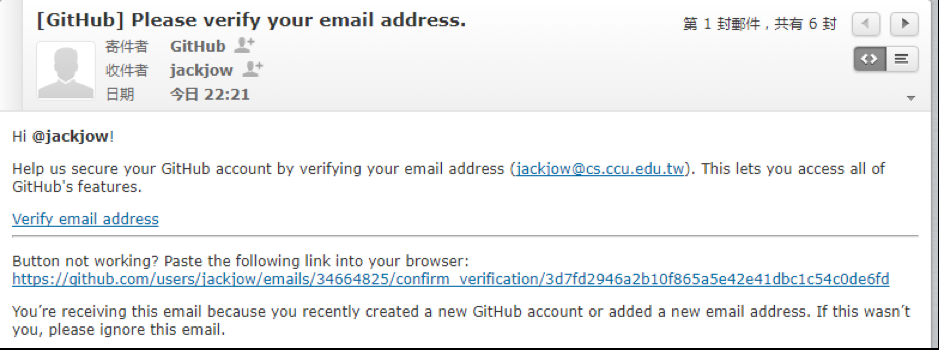 [GitHub] Please verify your email address.
第 1 封郵件，共有 6 封
寄件者 GitHub
收件者 jackjow
日期 今日 22:21
Hi @jackjow!
Help us secure your GitHub account by verifying your email address (jackjow@cs.ccu.edu.tw). This lets you access all of
GitHub's features.
Verify email address
Button not working? Paste the following link into your browser:
https://github.com/users/jackjow/emails/34664825/confirm_verification/3d7fd2946a2b10f865a5e42e41dbc1c54c0de6fd
You′re receiving this email because you recently created a new GitHub account or added a new email address. If this wasn′t
you, please ignore this email.